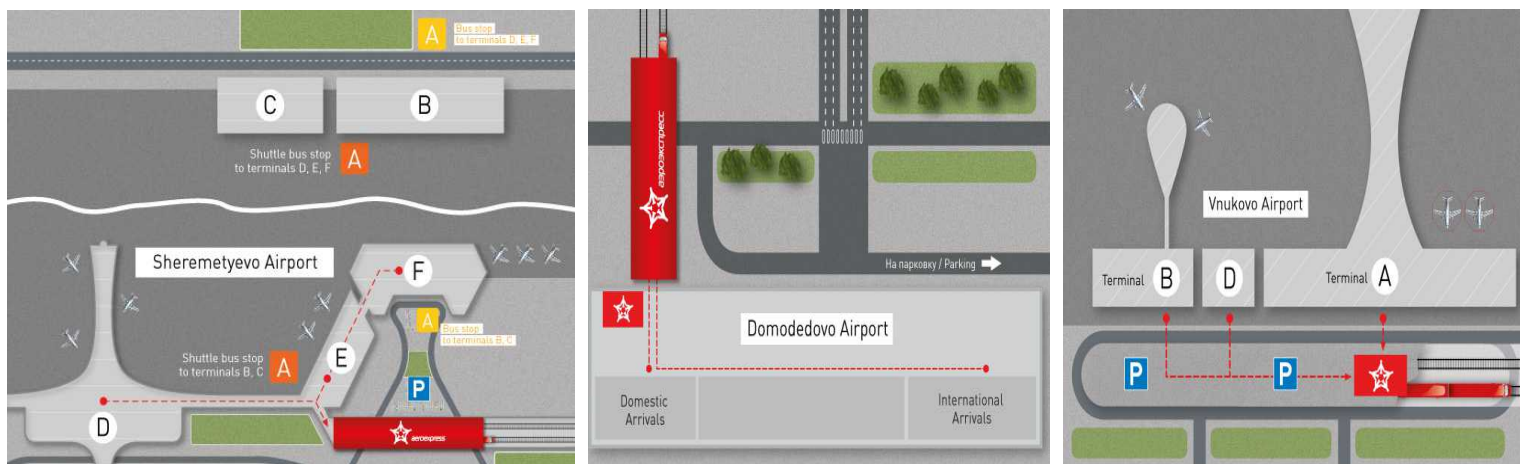 A
Bus stop
to terminals D, E, F
C
B
Shuttle bus stop
to terminals D, E, F
A
Sheremetyevo Airport
F
A
Bus stop
to terminals B, C
E
Shuttle bus stop
to terminals B, C
A
P
D
aeroexpress
аэроэкспресс
На парковку / Parking
Domodedovo Airport
Domestic
Arrivals
International
Arrivals
Vnukovo Airport
Terminal B
D
Terminal A
P
P